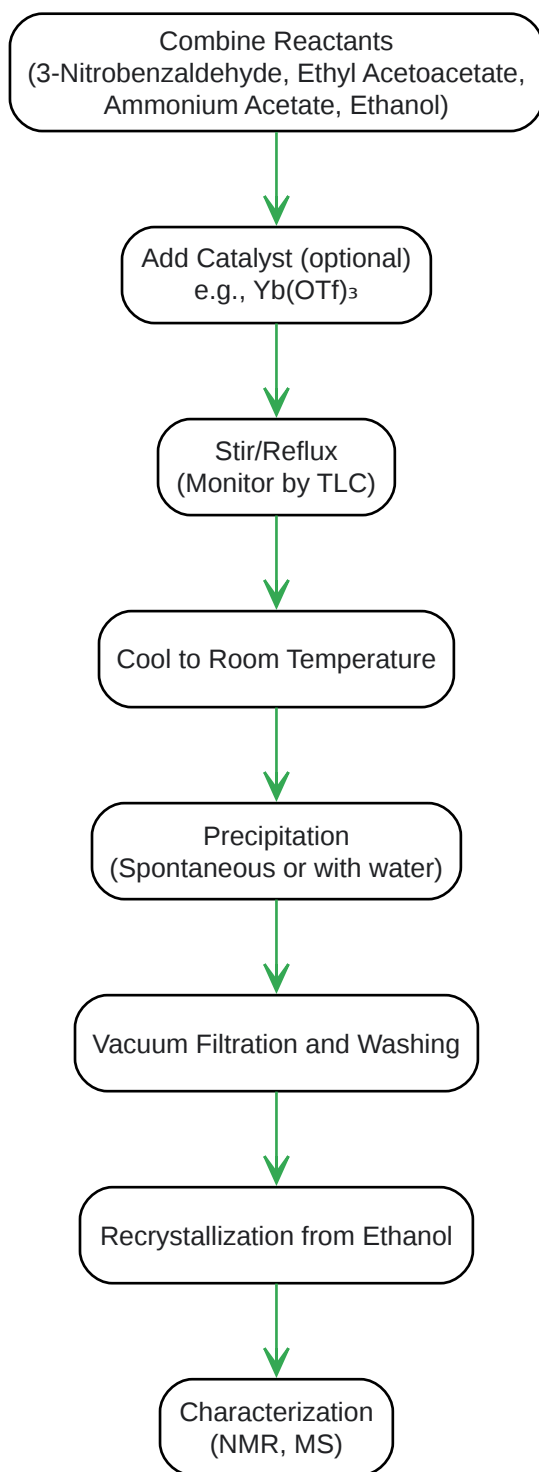 Combine Reactants
(3-Nitrobenzaldehyde, Ethyl Acetoacetate,
Ammonium Acetate, Ethanol)
Add Catalyst (optional)
e.g., Yb(OTf)₃
Stir/Reflux
(Monitor by TLC)
Cool to Room Temperature
Precipitation
(Spontaneous or with water)
Vacuum Filtration and Washing
Recrystallization from Ethanol
Characterization
(NMR, MS)